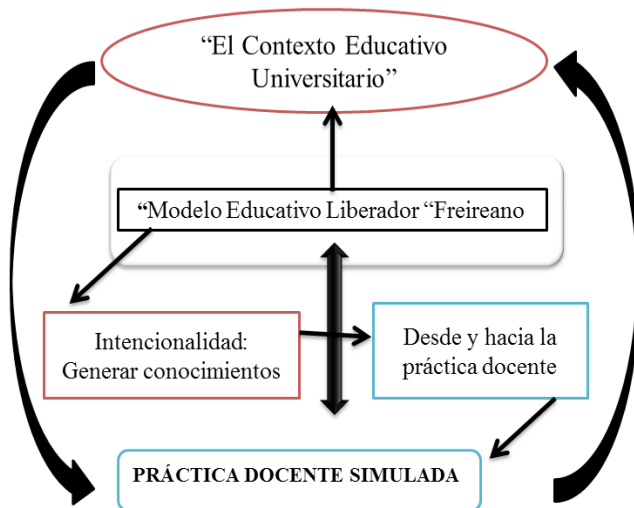 “El Contexto Educativo
Universitario”
“Modelo Educativo Liberador “Freireano
Intencionalidad:
Generar conocimientos
Desde y hacia la
práctica docente
PRÁCTICA DOCENTE SIMULADA